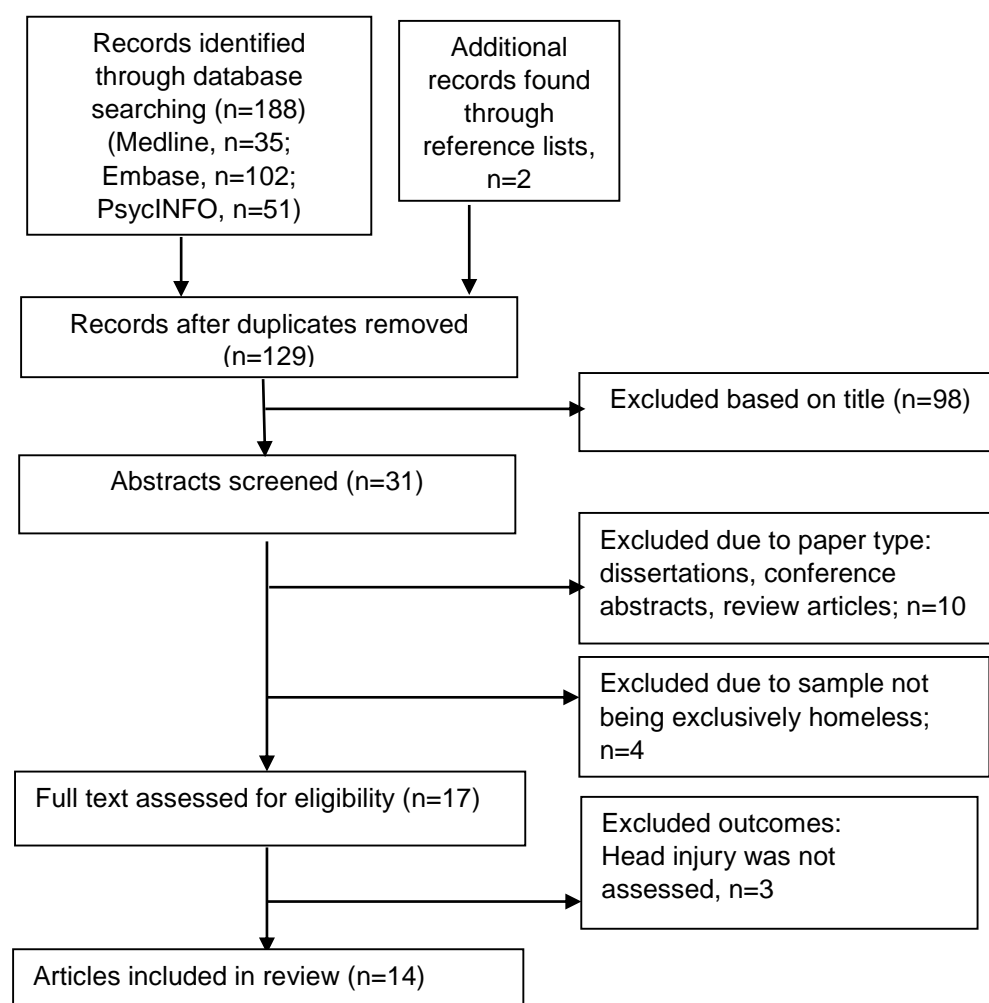 Records identified
through database
searching (n=188)
(Medline, n=35;
Embase, n=102;
PsycINFO, n=51)
Additional
records found
through
reference lists,
n=2
Records after duplicates removed
(n=129)
Excluded based on title (n=98)
Abstracts screened (n=31)
Excluded due to paper type:
dissertations, conference
abstracts, review articles; n=10
Excluded due to sample not
being exclusively homeless;
n=4
Full text assessed for eligibility (n=17)
Excluded outcomes:
Head injury was not
assessed, n=3
Articles included in review (n=14)